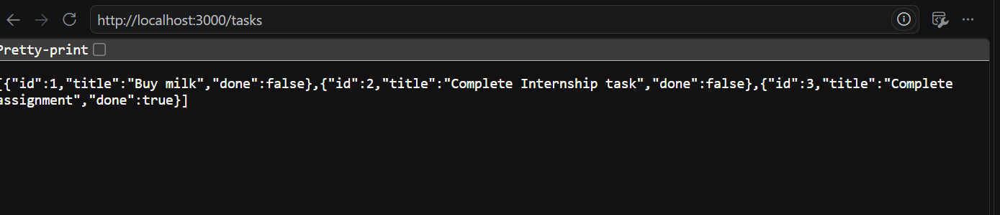 http://localhost:3000/tasks
Pretty-print
[{"id":1,"title":"Buy milk","done":false},{"id":2,"title":"Complete Internship task","done":false},{"id":3,"title":"Complete
assignment","done":true}]